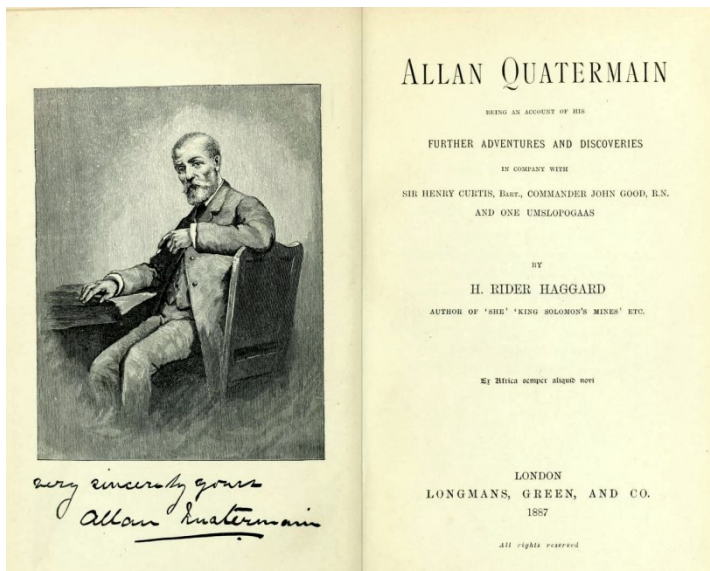 very sincerely yours
Allan Quatermain
ALLAN QUATERMAIN
BEING AN ACCOUNT OF HIS
FURTHER ADVENTURES AND DISCOVERIES
IN COMPANY WITH
SIR HENRY CURTIS, BART., COMMANDER JOHN GOOD, R.N.
AND ONE UMSLOPOGAAS
BY
H. RIDER HAGGARD
AUTHOR OF ‘SHE’ ‘KING SOLOMON’S MINES’ ETC.
Ex Africa semper aliquid novi
LONDON
LONGMANS, GREEN, AND CO.
1887
All rights reserved